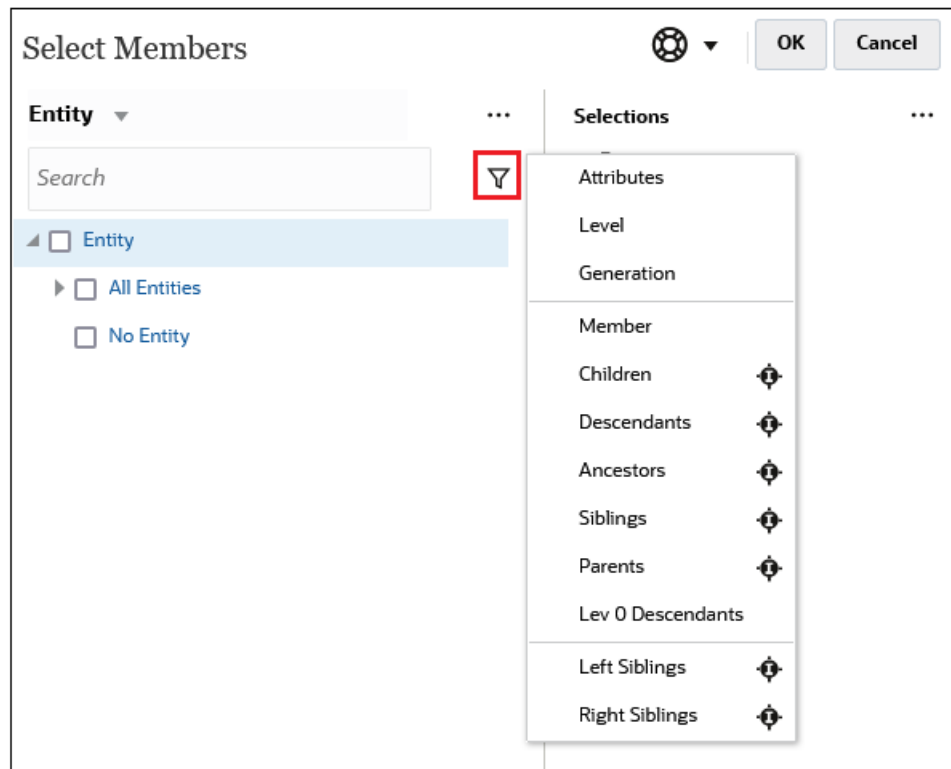 Select Members
OK
Cancel
Entity
...
Selections
...
Search
Entity
All Entities
No Entity
Attributes
Level
Generation
Member
Children
Descendants
Ancestors
Siblings
Parents
Lev 0 Descendants
Left Siblings
Right Siblings